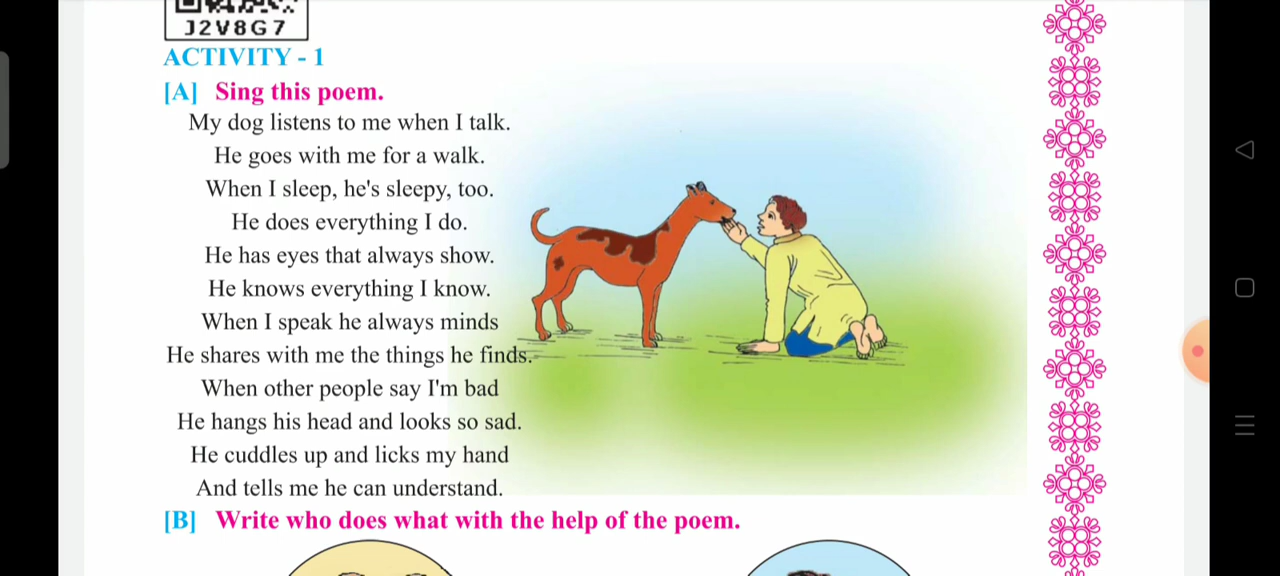 J2V8G7
ACTIVITY - 1
[A] Sing this poem.
My dog listens to me when I talk.
He goes with me for a walk.
When I sleep, he's sleepy, too.
He does everything I do.
He has eyes that always show.
He knows everything I know.
When I speak he always minds
He shares with me the things he finds.
When other people say I'm bad
He hangs his head and looks so sad.
He cuddles up and licks my hand
And tells me he can understand.
[B] Write who does what with the help of the poem.